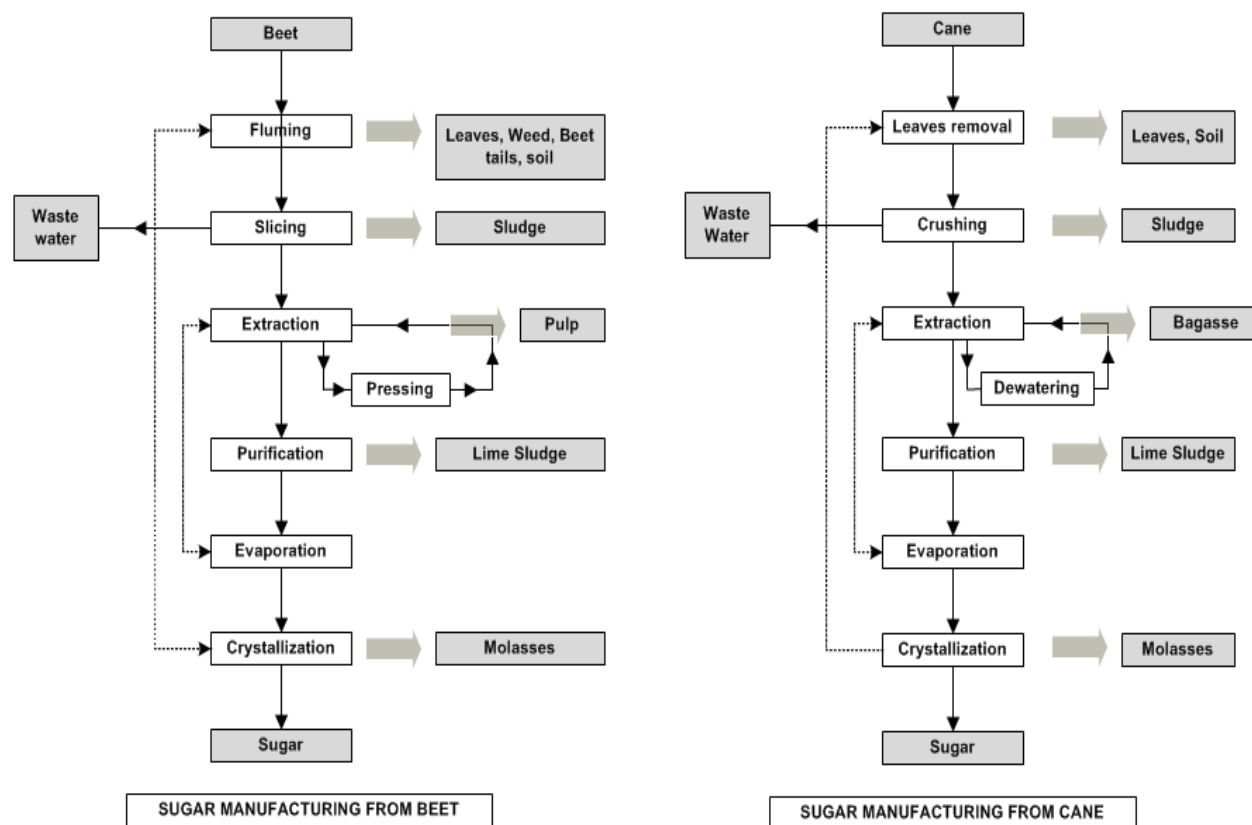 Beet
Fluming
Leaves, Weed, Beet
tails, soil
Waste
water
Slicing
Sludge
Extraction
Pulp
Pressing
Purification
Lime Sludge
Evaporation
Crystallization
Molasses
Sugar
SUGAR MANUFACTURING FROM BEET
Cane
Leaves removal
Leaves, Soil
Waste
Water
Crushing
Sludge
Extraction
Bagasse
Dewatering
Purification
Lime Sludge
Evaporation
Crystallization
Molasses
Sugar
SUGAR MANUFACTURING FROM CANE